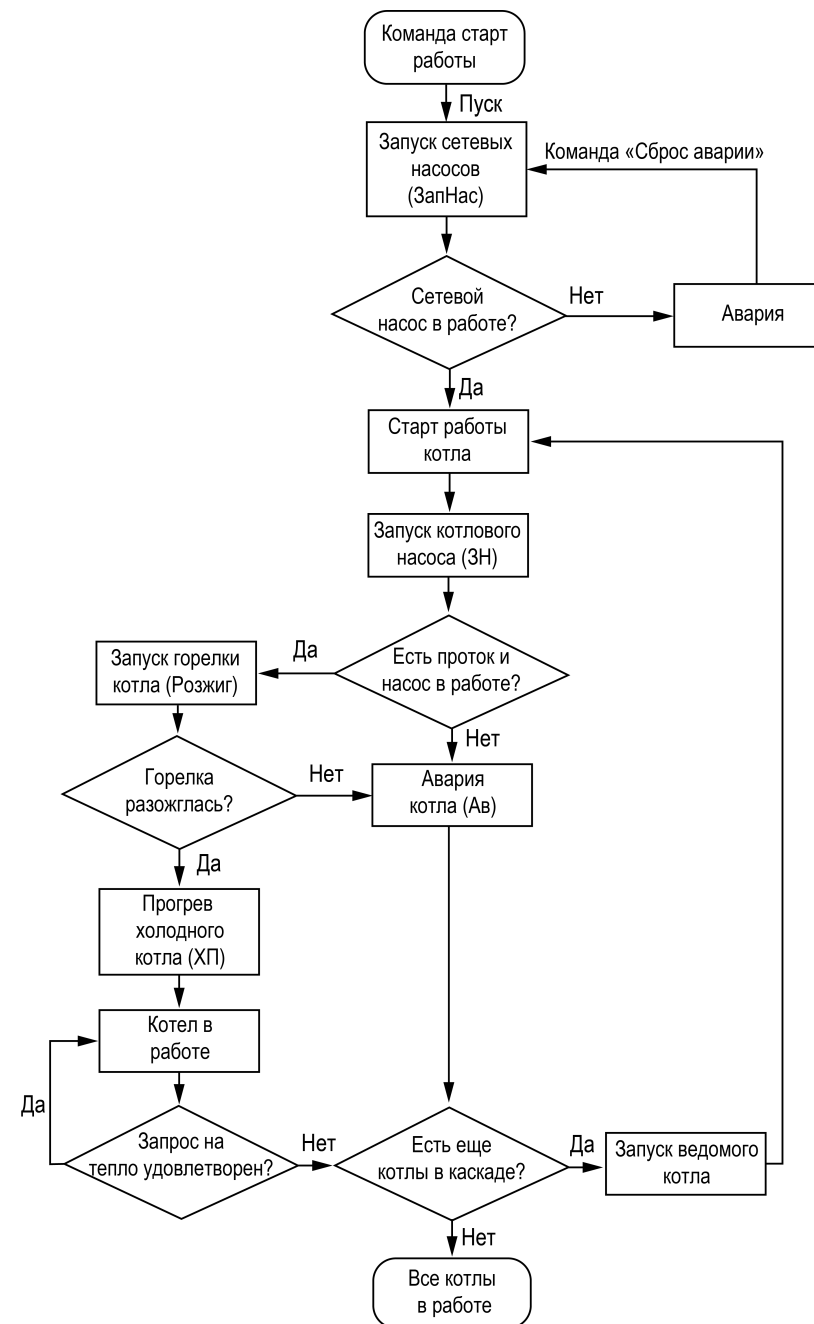 Команда старт
работы
Пуск
Запуск сетевых
насосов
(ЗапНас)
Команда «Сброс аварии»
Сетевой
насос в работе?
Нет
Авария
Да
Старт работы
котла
Запуск котлового
насоса (ЗН)
Есть проток и
насос в работе?
Да
Запуск горелки
котла (Розжиг)
Нет
Горелка
разожглась?
Нет
Авария
котла (Ав)
Да
Прогрев
холодного
котла (ХП)
Котел в
работе
Да
Запрос на
тепло удовлетворен?
Нет
Есть еще
котлы в каскаде?
Да
Запуск ведомого
котла
Нет
Все котлы
в работе